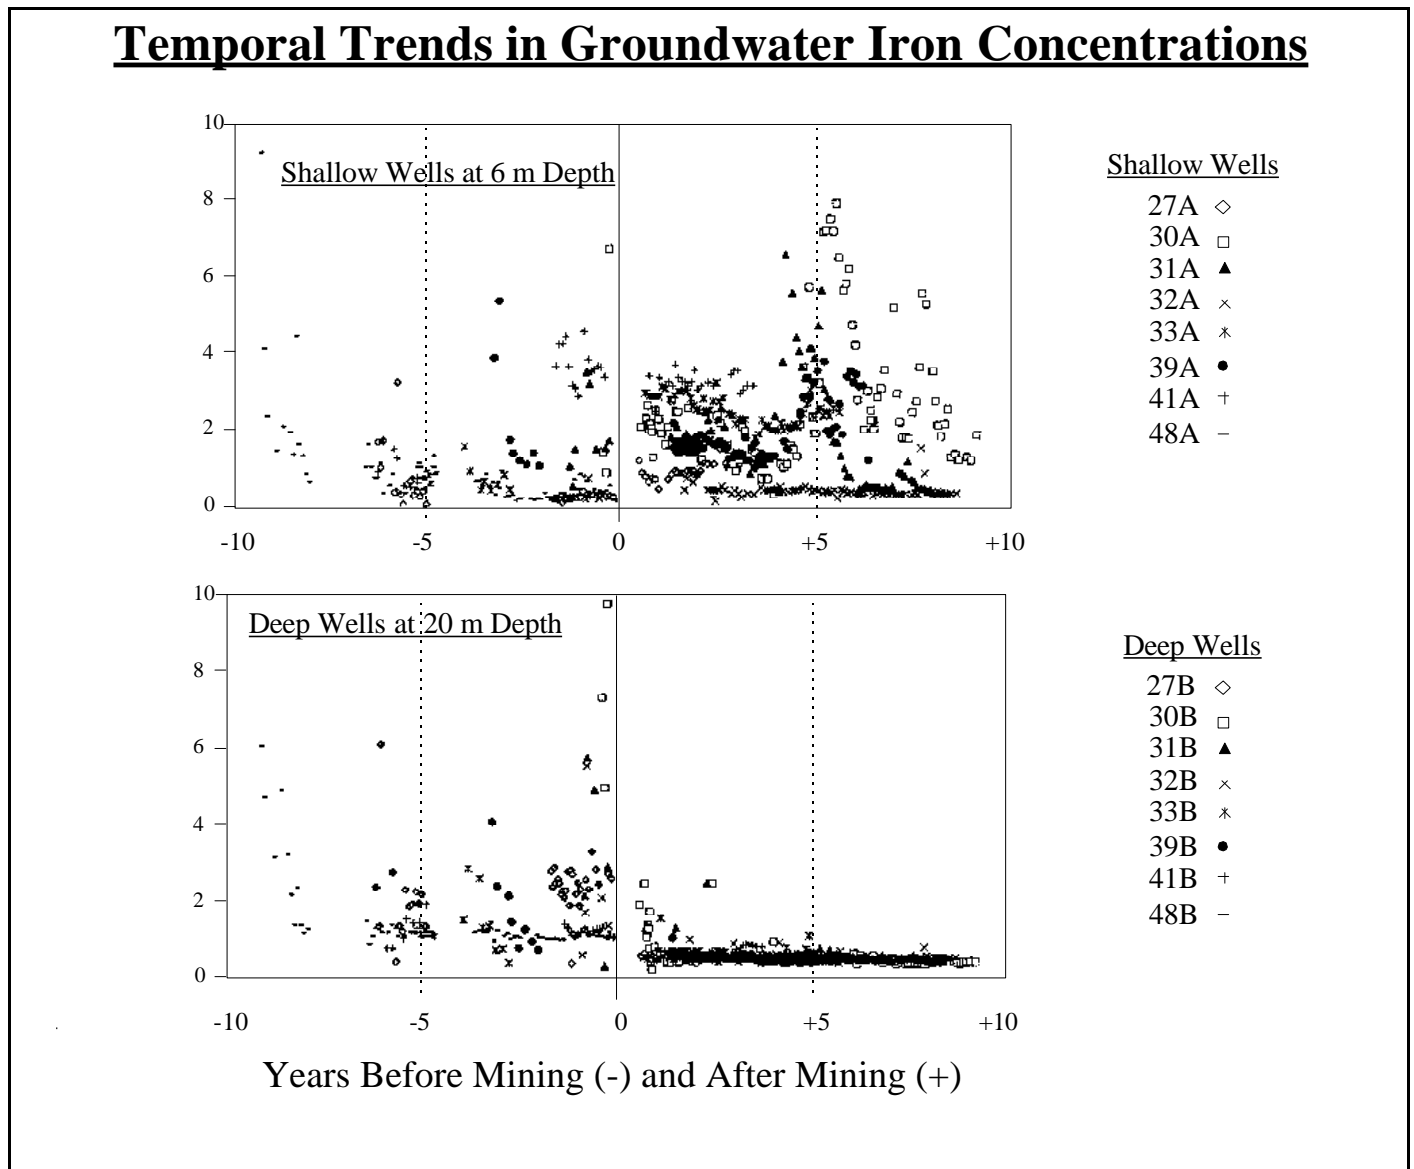 Temporal Trends in Groundwater Iron Concentrations
10
Shallow Wells at 6 m Depth
8
6
4
2
0
-10 -5 0 +5 +10
Shallow Wells
27A
30A
31A
32A
33A
39A
41A
48A
10
Deep Wells at 20 m Depth
8
6
4
2
0
-10 -5 0 +5 +10
Deep Wells
27B
30B
31B
32B
33B
39B
41B
48B
Years Before Mining (-) and After Mining (+)